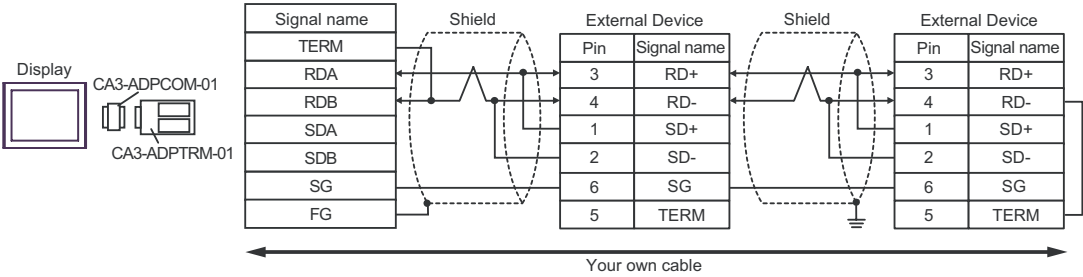 Display
CA3-ADPCOM-01
CA3-ADPTRM-01
Signal name
TERM
RDA
RDB
SDA
SDB
SG
FG
Shield
External Device
Pin Signal name
3 RD+
4 RD-
1 SD+
2 SD-
6 SG
5 TERM
Shield
External Device
Pin Signal name
3 RD+
4 RD-
1 SD+
2 SD-
6 SG
5 TERM
Your own cable